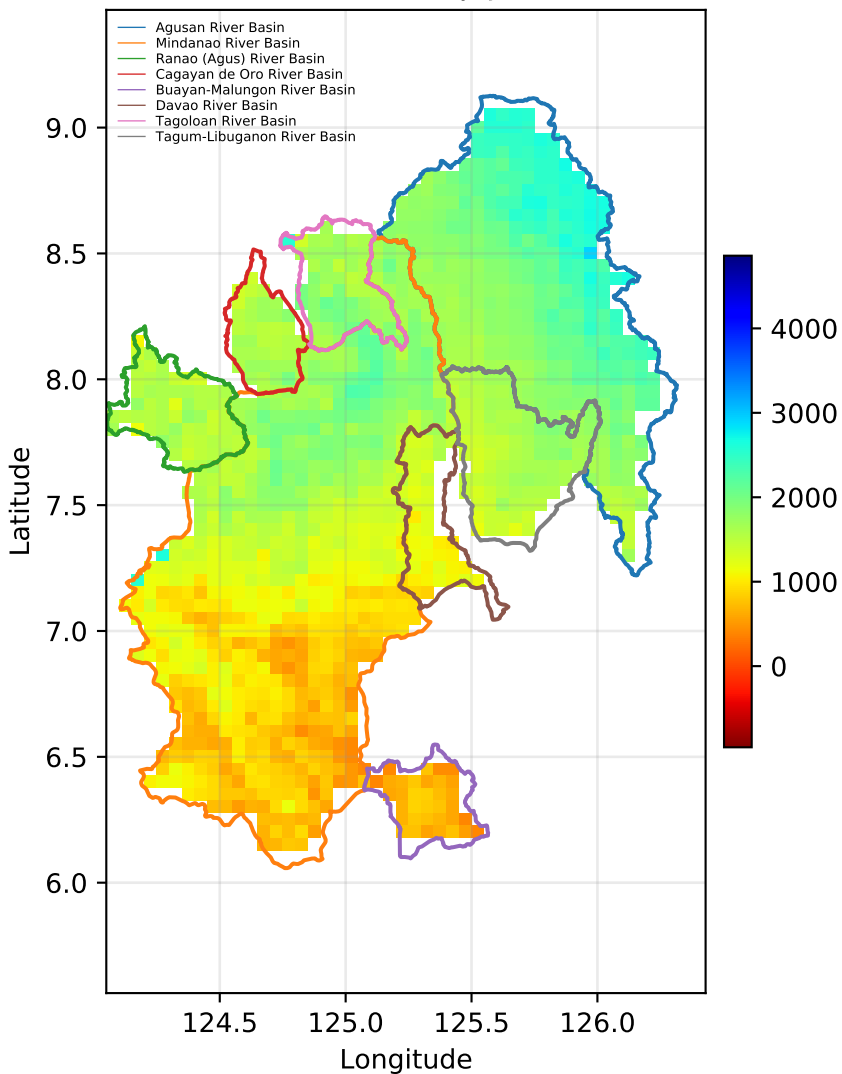 Agusan River Basin
Mindanao River Basin
Ranao (Agus) River Basin
Cagayan de Oro River Basin
Buayan-Malungon River Basin
Davao River Basin
Tagoloan River Basin
Tagum-Libuganon River Basin
9.0
8.5
8.0
7.5
7.0
6.5
6.0
Latitude
124.5 125.0 125.5 126.0
Longitude
4000
3000
2000
1000
0